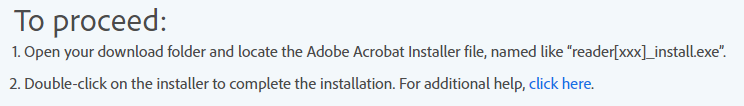 To proceed:
1. Open your download folder and locate the Adobe Acrobat Installer file, named like “reader[xxx]_install.exe”.
2. Double-click on the installer to complete the installation. For additional help, click here.